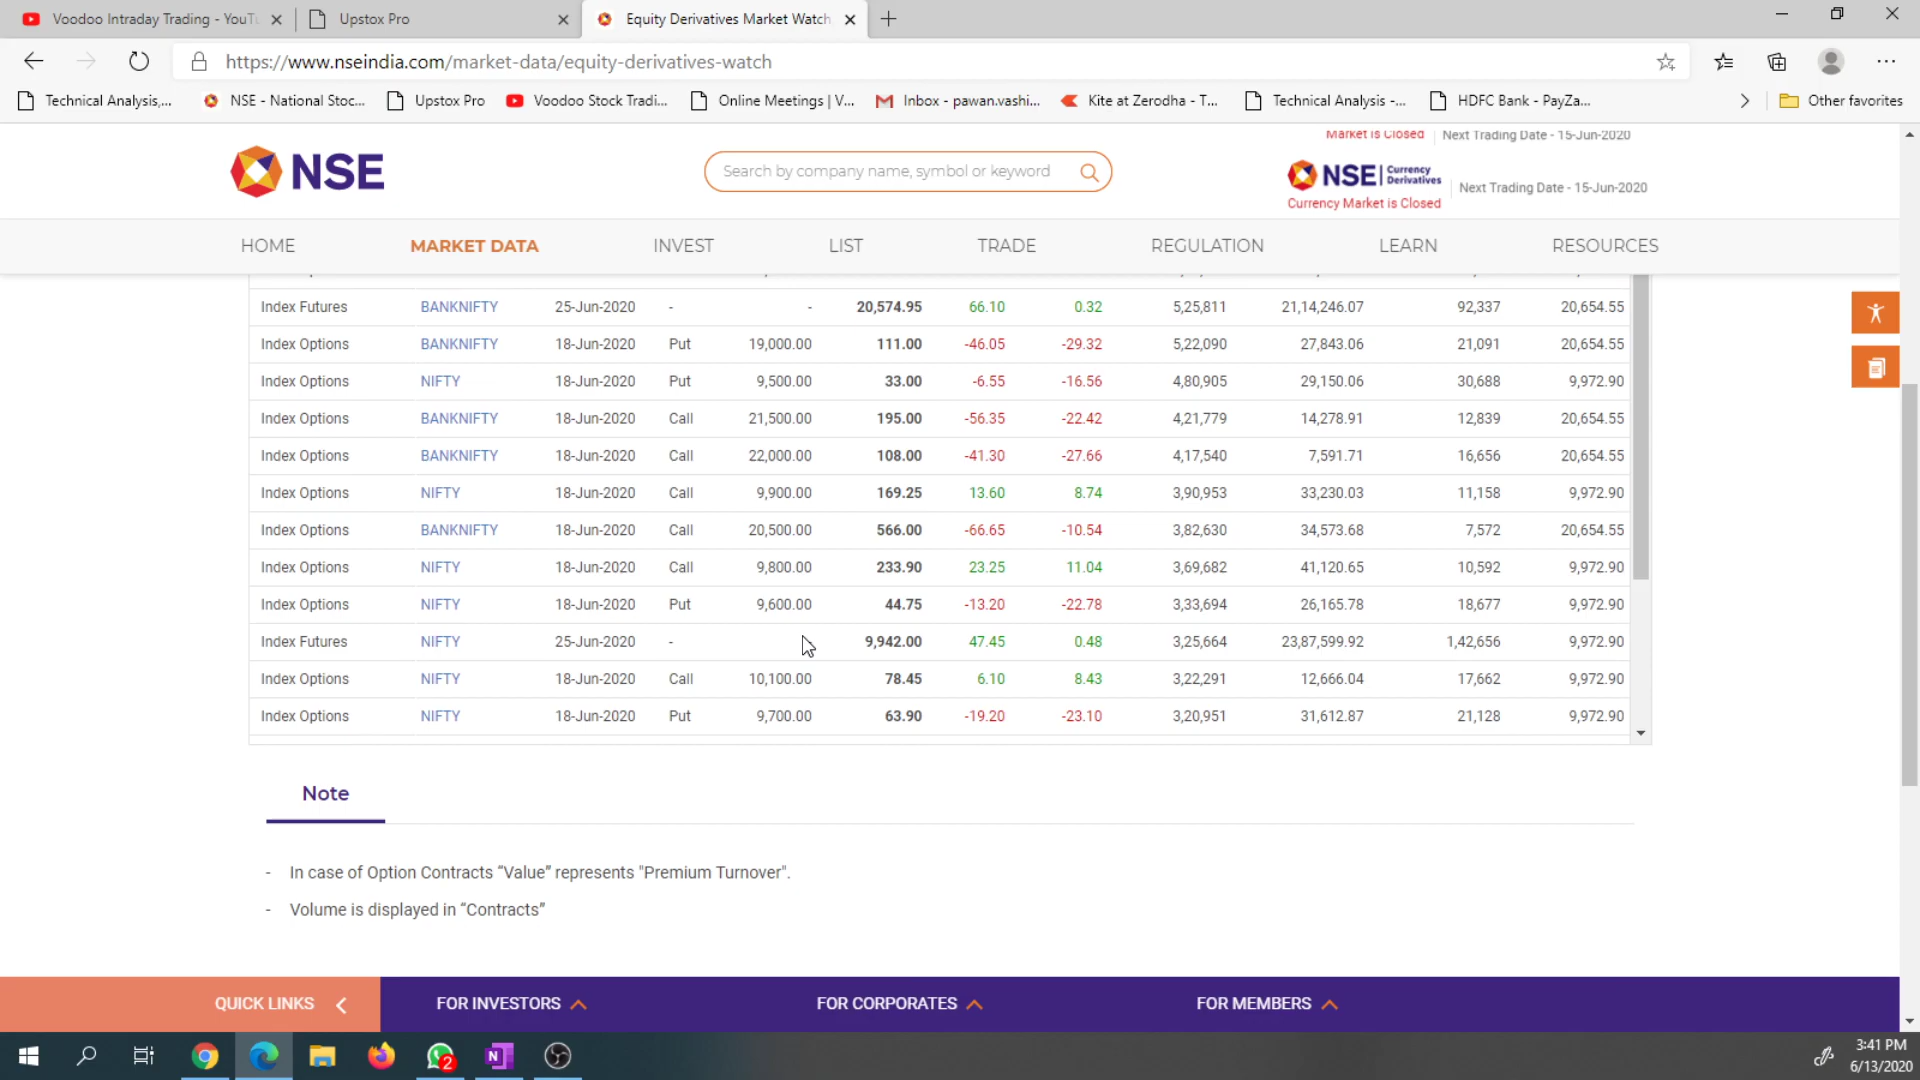 Voodoo Intraday Trading - YouTu
Upstox Pro
Equity Derivatives Market Watch
https://www.nseindia.com/market-data/equity-derivatives-watch
Technical Analysis,...
NSE - National Stoc...
Upstox Pro
Voodoo Stock Tradi...
Online Meetings | V...
Inbox - pawan.vashi...
Kite at Zerodha - T...
Technical Analysis -...
HDFC Bank - PayZa...
Other favorites
Market is Closed Next Trading Date - 15-Jun-2020
NSE
Search by company name, symbol or keyword
NSE Currency Derivatives
Next Trading Date - 15-Jun-2020
Currency Market is Closed
HOME MARKET DATA INVEST LIST TRADE REGULATION LEARN RESOURCES
Index Futures BANKNIFTY 25-Jun-2020 - - 20,574.95 66.10 0.32 5,25,811 21,14,246.07 92,337 20,654.55
Index Options BANKNIFTY 18-Jun-2020 Put 19,000.00 111.00 -46.05 -29.32 5,22,090 27,843.06 21,091 20,654.55
Index Options NIFTY 18-Jun-2020 Put 9,500.00 33.00 -6.55 -16.56 4,80,905 29,150.06 30,688 9,972.90
Index Options BANKNIFTY 18-Jun-2020 Call 21,500.00 195.00 -56.35 -22.42 4,21,779 14,278.91 12,839 20,654.55
Index Options BANKNIFTY 18-Jun-2020 Call 22,000.00 108.00 -41.30 -27.66 4,17,540 7,591.71 16,656 20,654.55
Index Options NIFTY 18-Jun-2020 Call 9,900.00 169.25 13.60 8.74 3,90,953 33,230.03 11,158 9,972.90
Index Options BANKNIFTY 18-Jun-2020 Call 20,500.00 566.00 -66.65 -10.54 3,82,630 34,573.68 7,572 20,654.55
Index Options NIFTY 18-Jun-2020 Call 9,800.00 233.90 23.25 11.04 3,69,682 41,120.65 10,592 9,972.90
Index Options NIFTY 18-Jun-2020 Put 9,600.00 44.75 -13.20 -22.78 3,33,694 26,165.78 18,677 9,972.90
Index Futures NIFTY 25-Jun-2020 - 9,942.00 47.45 0.48 3,25,664 23,87,599.92 1,42,656 9,972.90
Index Options NIFTY 18-Jun-2020 Call 10,100.00 78.45 6.10 8.43 3,22,291 12,666.04 17,662 9,972.90
Index Options NIFTY 18-Jun-2020 Put 9,700.00 63.90 -19.20 -23.10 3,20,951 31,612.87 21,128 9,972.90
Note
- In case of Option Contracts “Value” represents "Premium Turnover".
- Volume is displayed in “Contracts”
QUICK LINKS FOR INVESTORS FOR CORPORATES FOR MEMBERS
2
3:41 PM
6/13/2020